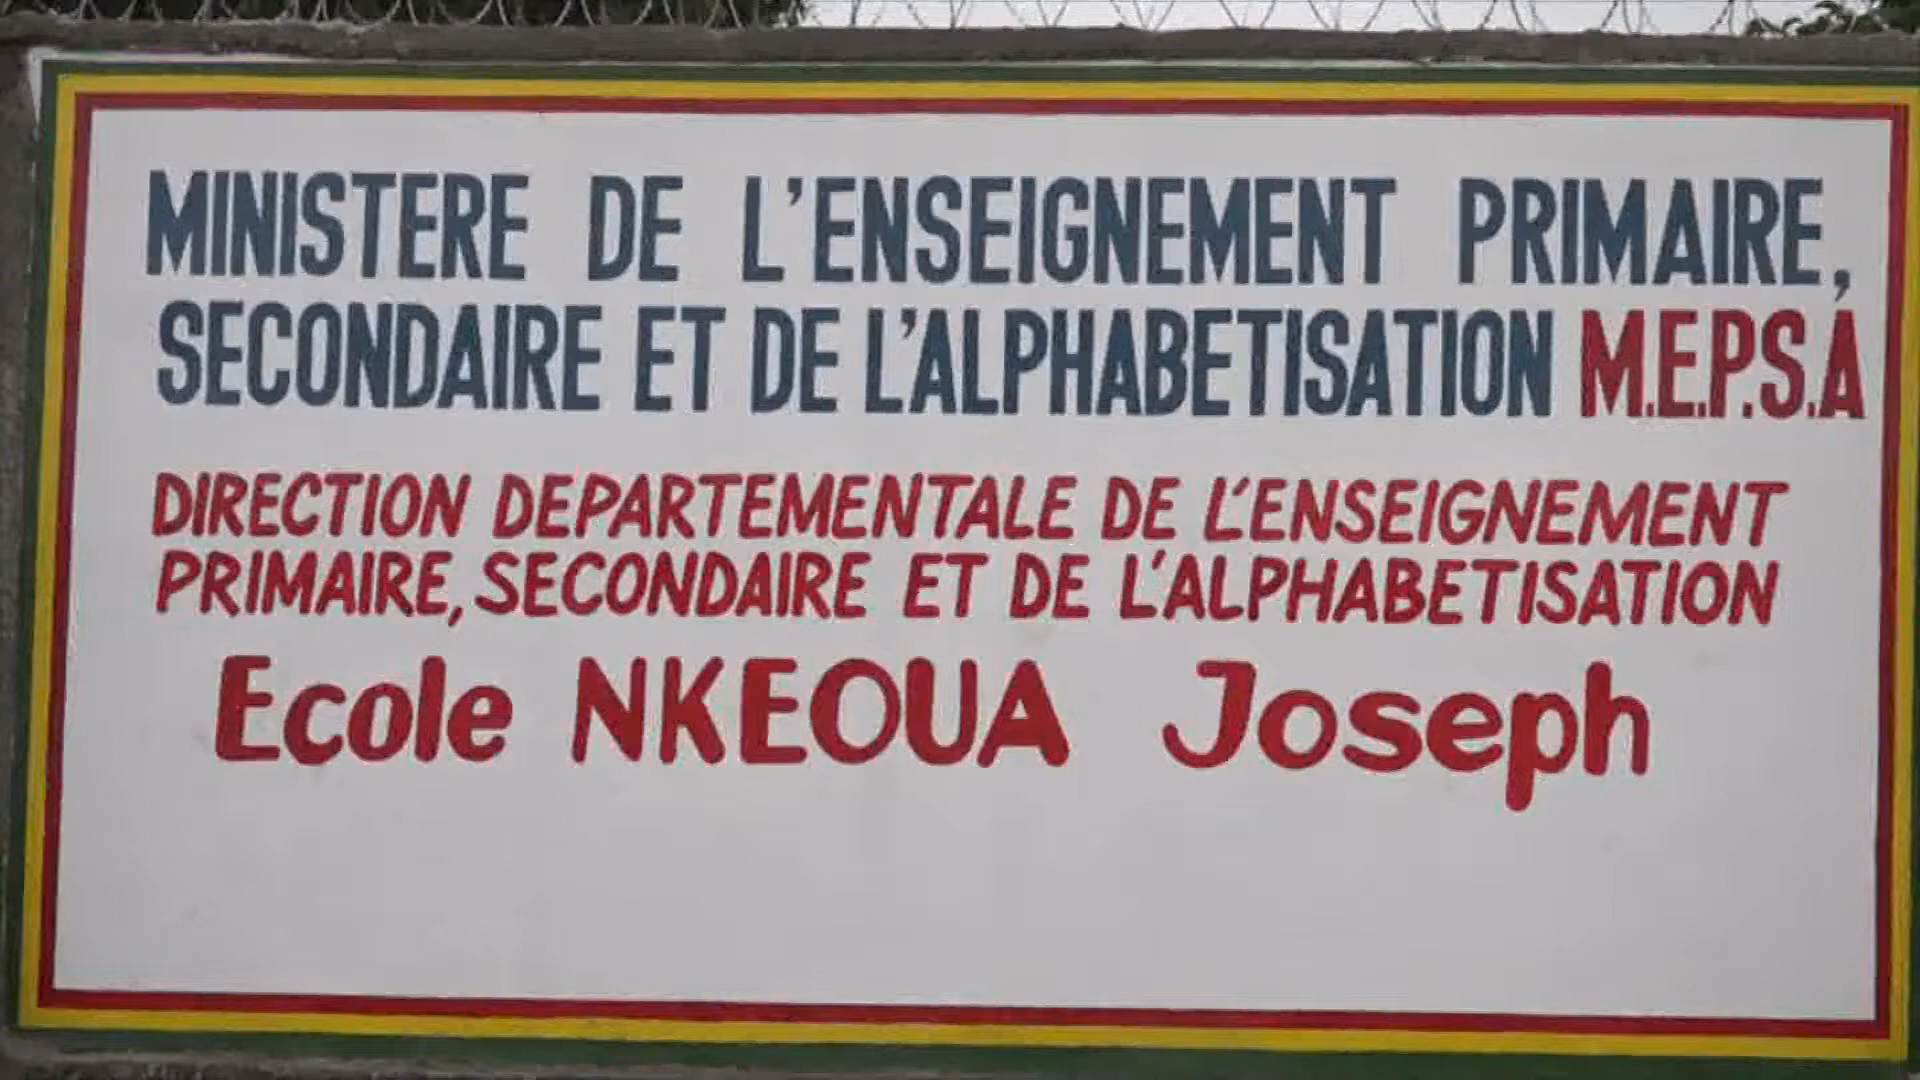 MINISTERE DE L'ENSEIGNEMENT PRIMAIRE,
SECONDAIRE ET DE L'ALPHABETISATION M.E.P.S.A
DIRECTION DEPARTEMENTALE DE L'ENSEIGNEMENT
PRIMAIRE, SECONDAIRE ET DE L'ALPHABETISATION
Ecole NKEOUA Joseph